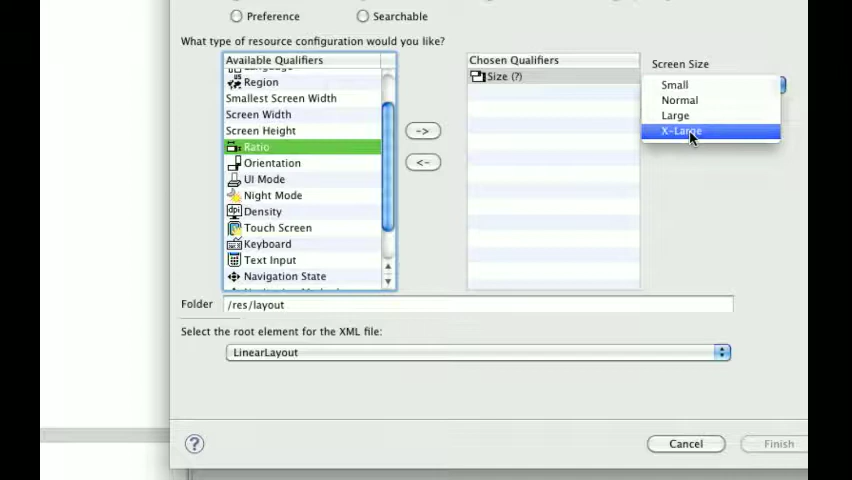 Preference
Searchable
What type of resource configuration would you like?
Available Qualifiers
Region
Smallest Screen Width
Screen Width
Screen Height
Ratio
Orientation
UI Mode
Night Mode
dpi Density
Touch Screen
Keyboard
Text Input
Navigation State
Chosen Qualifiers
Size (?)
->
<-
Screen Size
Small
Normal
Large
X-Large
Folder /res/layout
Select the root element for the XML file:
LinearLayout
?
Cancel
Finish